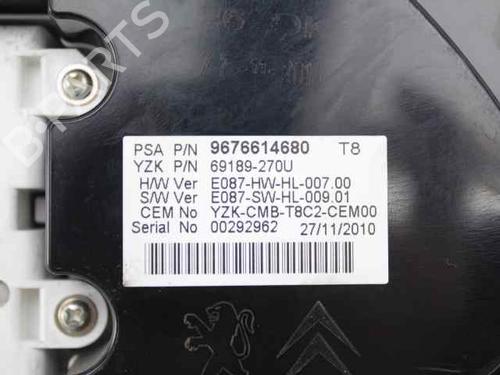 PSA P/N 9676614680 T8
YZK P/N 69189-270U
H/W Ver E087-HW-HL-007.00
S/W Ver E087-SW-HL-009.01
CEM No YZK-CMB-T8C2-CEM00
Serial No 00292962 27/11/2010